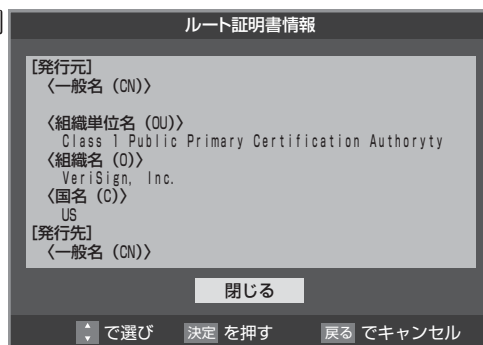 ルート証明書情報
[発行元]
〈一般名（CN）〉
〈組織単位名（OU）〉
Class 1 Public Primary Certification Authoryty
〈組織名（O）〉
VeriSign, Inc.
〈国名（C）〉
US
[発行先]
〈一般名（CN）〉
閉じる
で選び 決定 を押す 戻る でキャンセル